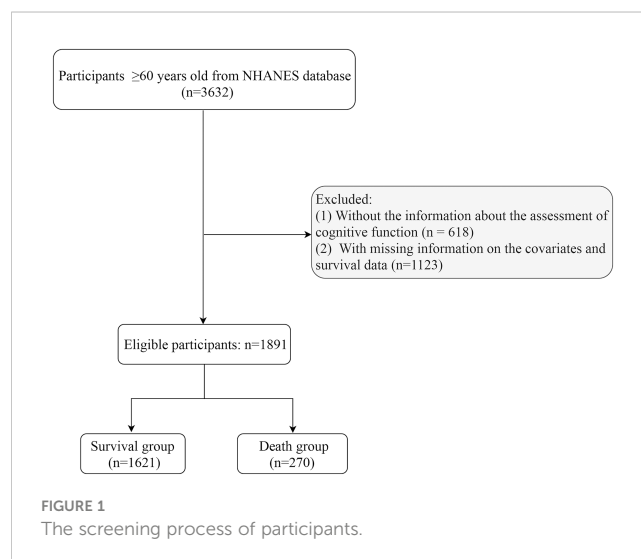 Participants ≥60 years old from NHANES database
(n=3632)
Excluded:
(1) Without the information about the assessment of
cognitive function (n = 618)
(2) With missing information on the covariates and
survival data (n=1123)
Eligible participants: n=1891
Survival group
(n=1621)
Death group
(n=270)
FIGURE 1
The screening process of participants.